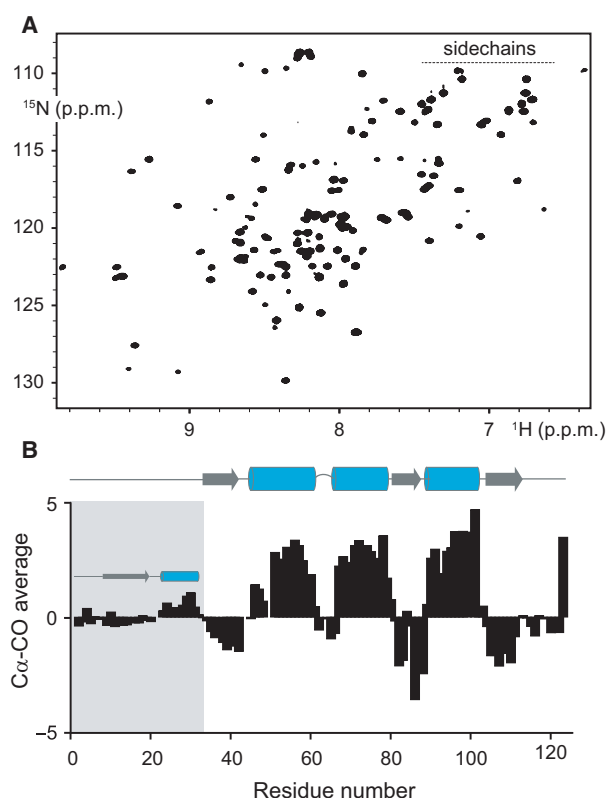 A
sidechains
110
¹⁵N (p.p.m.)
115
120
125
130
9
8
7
¹H (p.p.m.)
B
5
0
−5
Cα-CO average
0
20
40
60
80
100
120
Residue number